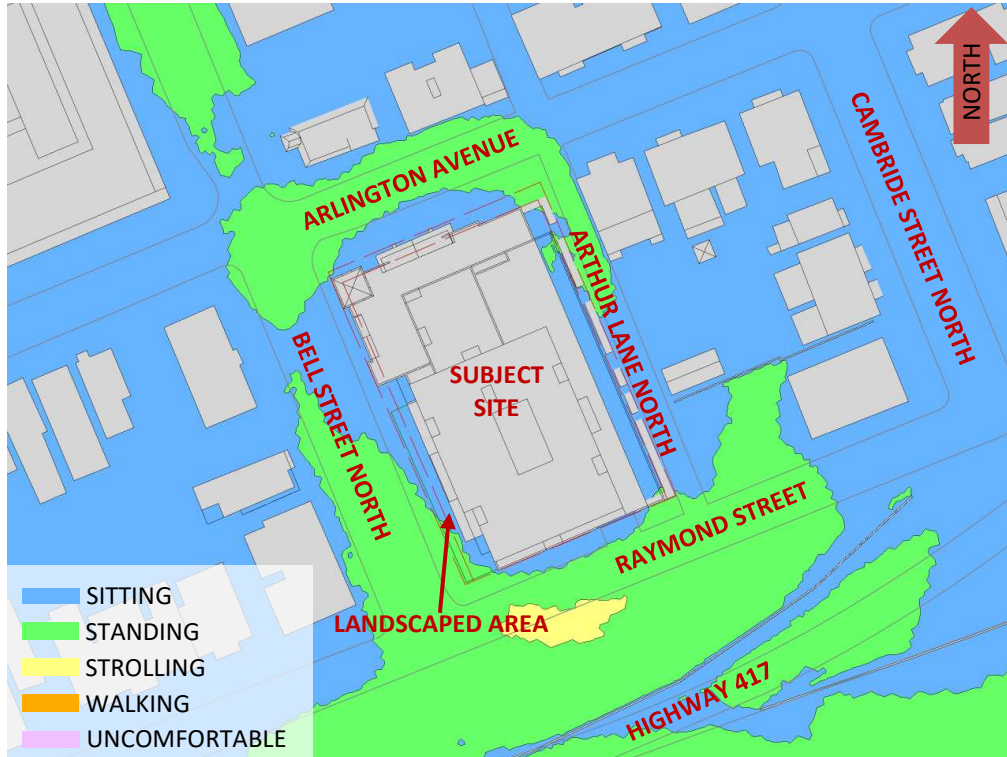 NORTH
CAMBRIDE STREET NORTH
ARLINGTON AVENUE
ARTHUR LANE NORTH
BELL STREET NORTH
SUBJECT
SITE
RAYMOND STREET
LANDSCAPED AREA
HIGHWAY 417
SITTING
STANDING
STROLLING
WALKING
UNCOMFORTABLE